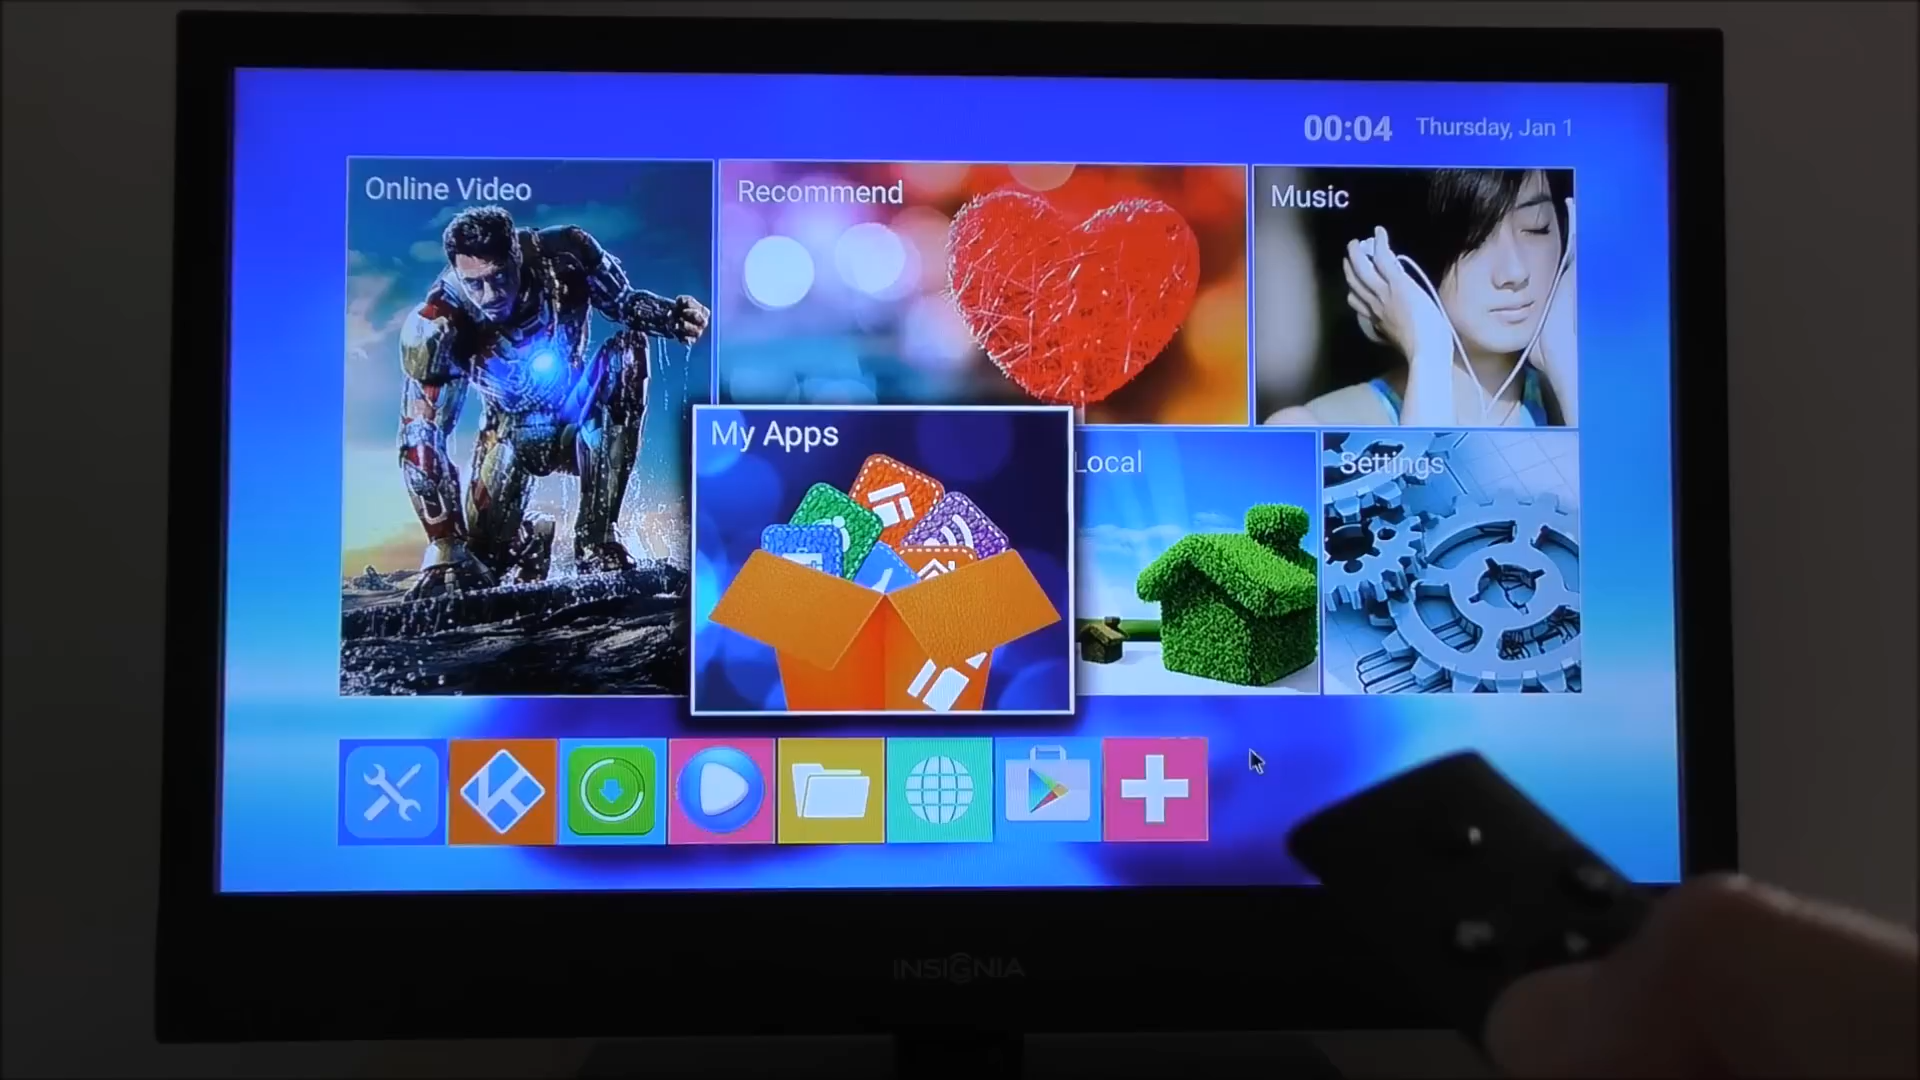 00:04 Thursday, Jan 1
Online Video
Recommend
Music
My Apps
Local
Settings
INSIGNIA